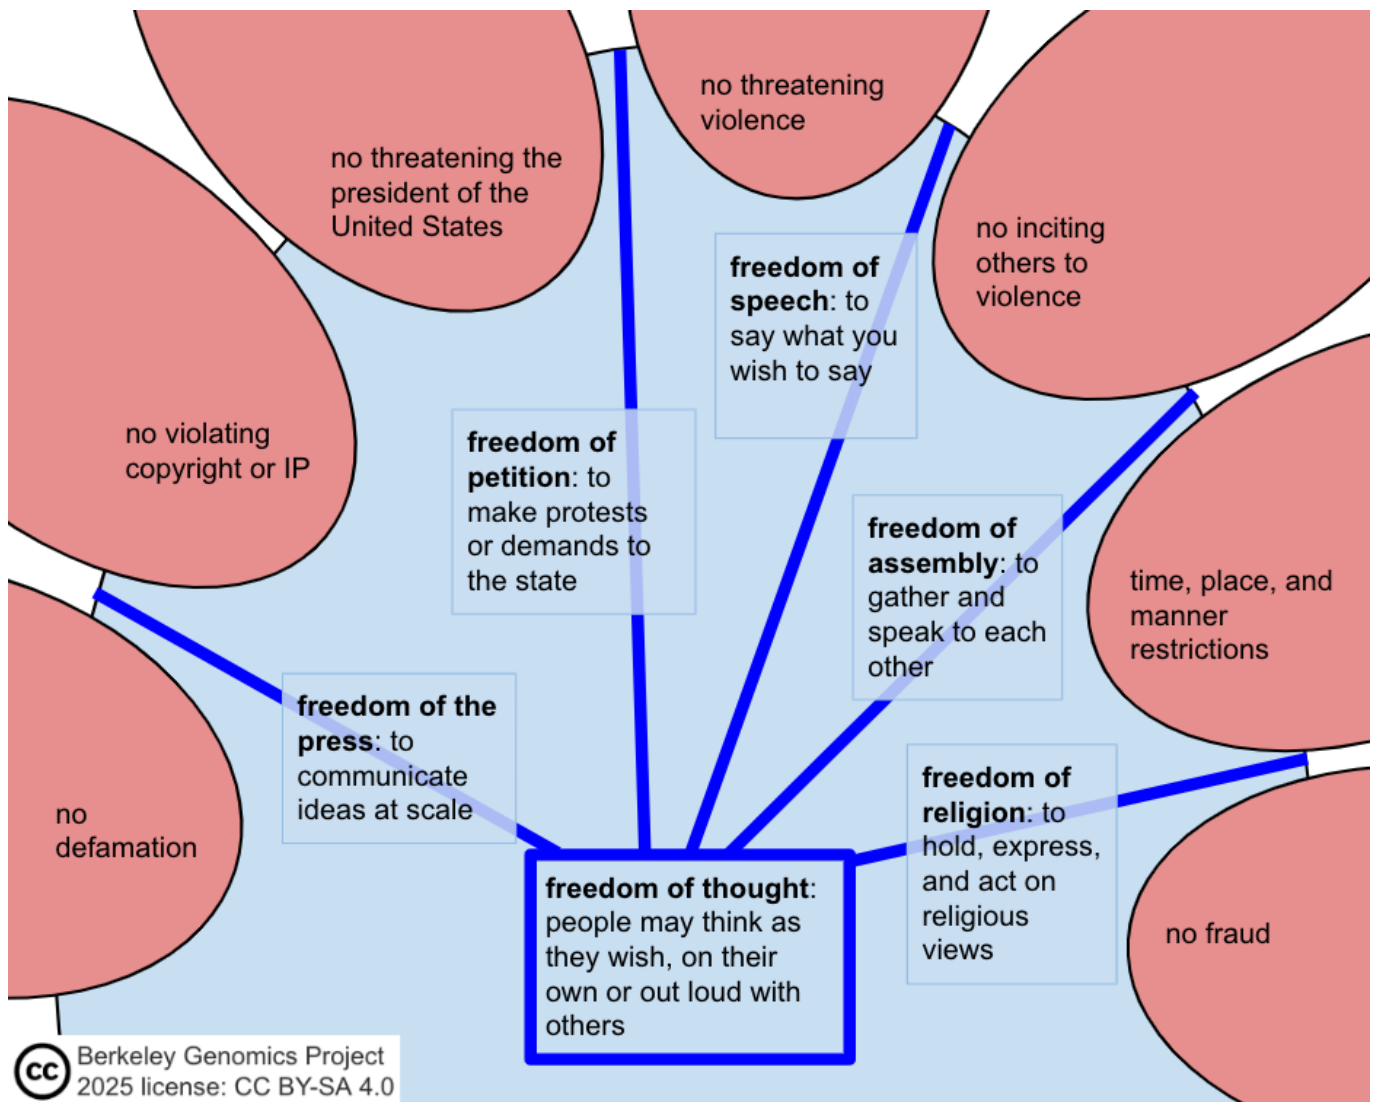 no threatening
violence
no threatening the
president of the
United States
no inciting
others to
violence
freedom of
speech: to
say what you
wish to say
no violating
copyright or IP
freedom of
petition: to
make protests
or demands to
the state
freedom of
assembly: to
gather and
speak to each
other
time, place, and
manner
restrictions
freedom of the
press: to
communicate
ideas at scale
freedom of
religion: to
hold, express,
and act on
religious
views
no
defamation
freedom of thought:
people may think as
they wish, on their
own or out loud with
others
no fraud
cc
Berkeley Genomics Project
2025 license: CC BY-SA 4.0